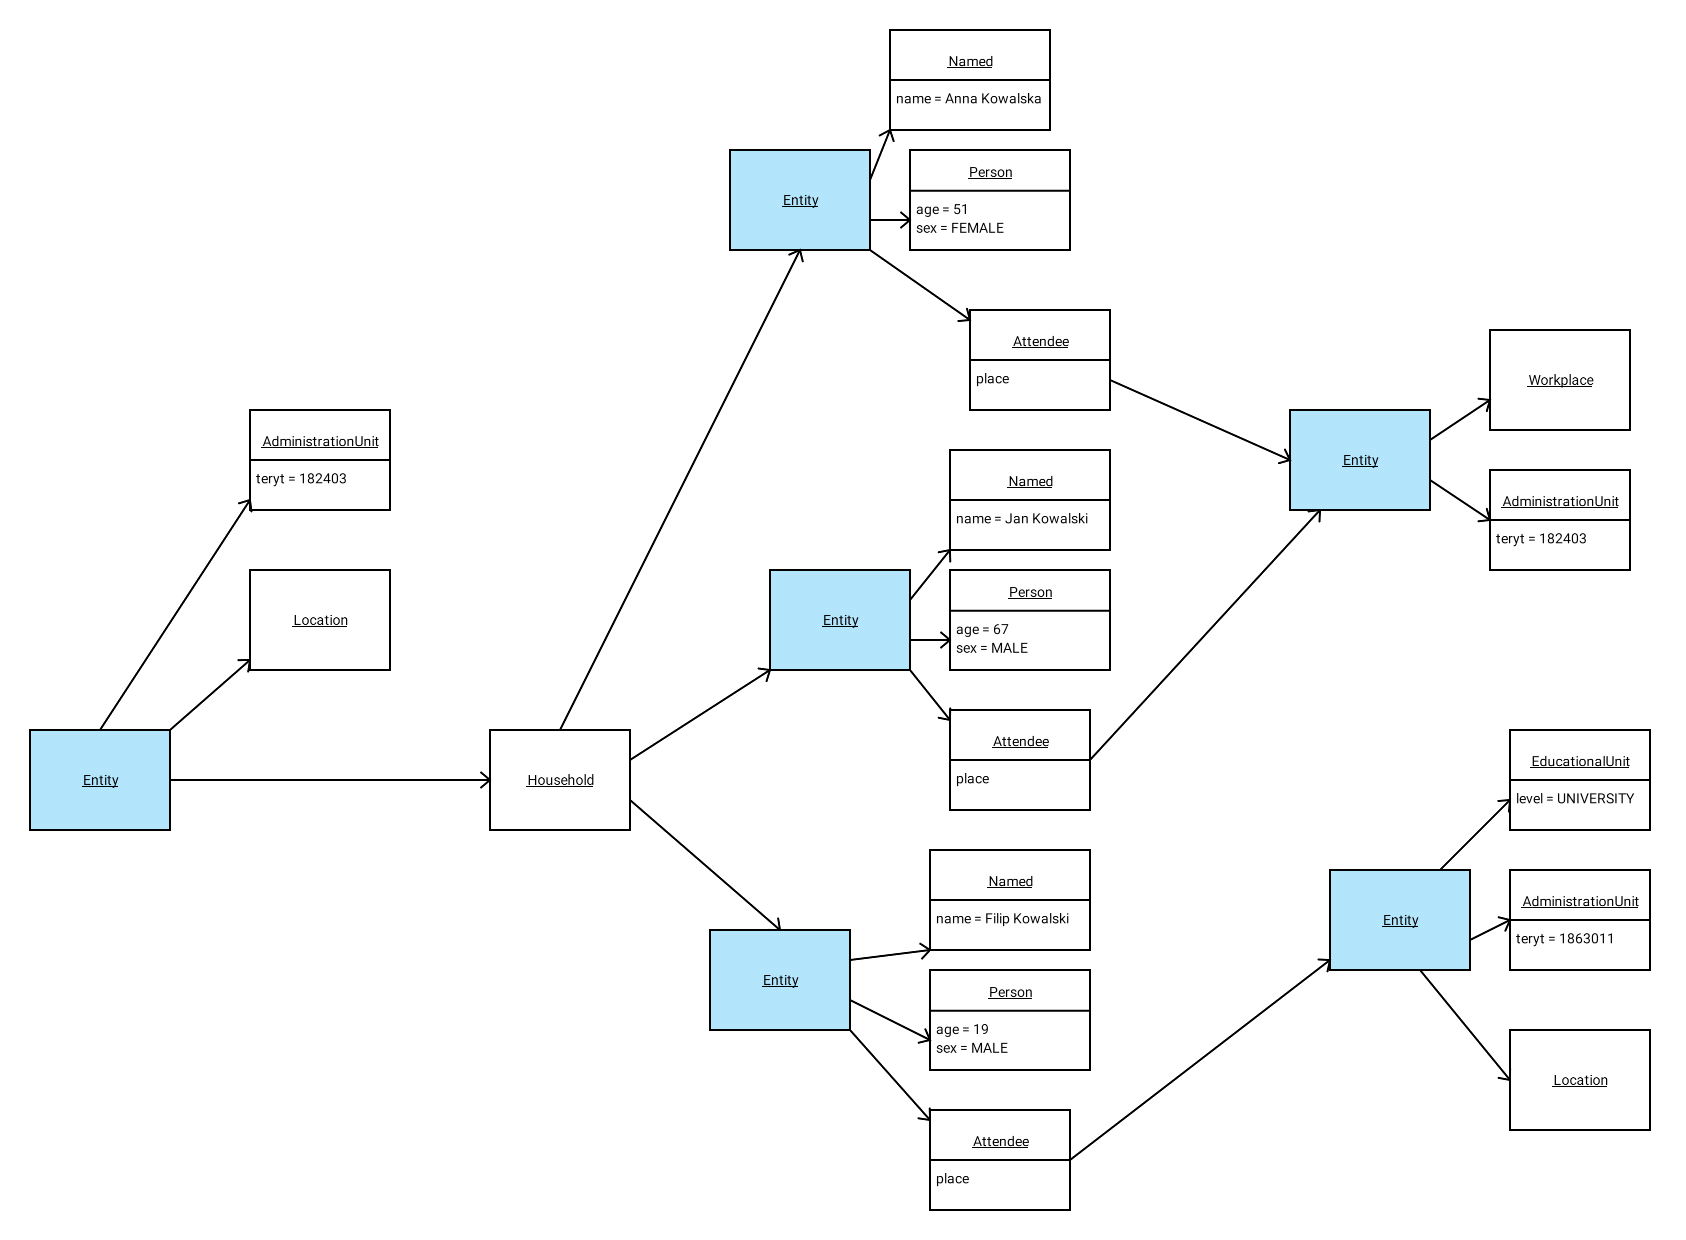 Named
name = Anna Kowalska
Entity
Person
age = 51
sex = FEMALE
Attendee
place
Workplace
Entity
AdministrationUnit
teryt = 182403
AdministrationUnit
teryt = 182403
Named
name = Jan Kowalski
Entity
Person
age = 67
sex = MALE
Location
Attendee
place
Entity
Household
EducationalUnit
level = UNIVERSITY
Named
name = Filip Kowalski
Entity
AdministrationUnit
teryt = 1863011
Entity
Person
age = 19
sex = MALE
Location
Attendee
place